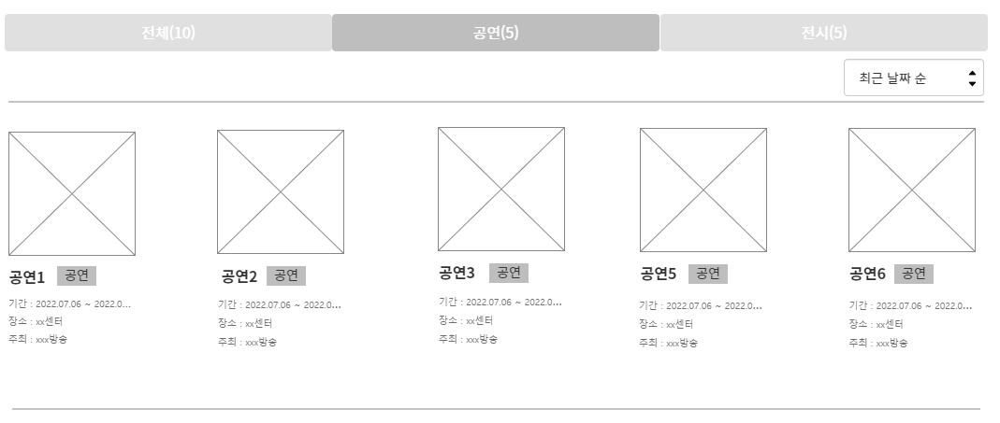 전체(10)
공연(5)
전시(5)
최근 날짜 순
공연1 공연
기간 : 2022.07.06 ~ 2022.0...
장소 : xx센터
주최 : xxx방송
공연2 공연
기간 : 2022.07.06 ~ 2022.0...
장소 : xx센터
주최 : xxx방송
공연3 공연
기간 : 2022.07.06 ~ 2022.0...
장소 : xx센터
주최 : xxx방송
공연5 공연
기간 : 2022.07.06 ~ 2022.0...
장소 : xx센터
주최 : xxx방송
공연6 공연
기간 : 2022.07.06 ~ 2022.0...
장소 : xx센터
주최 : xxx방송